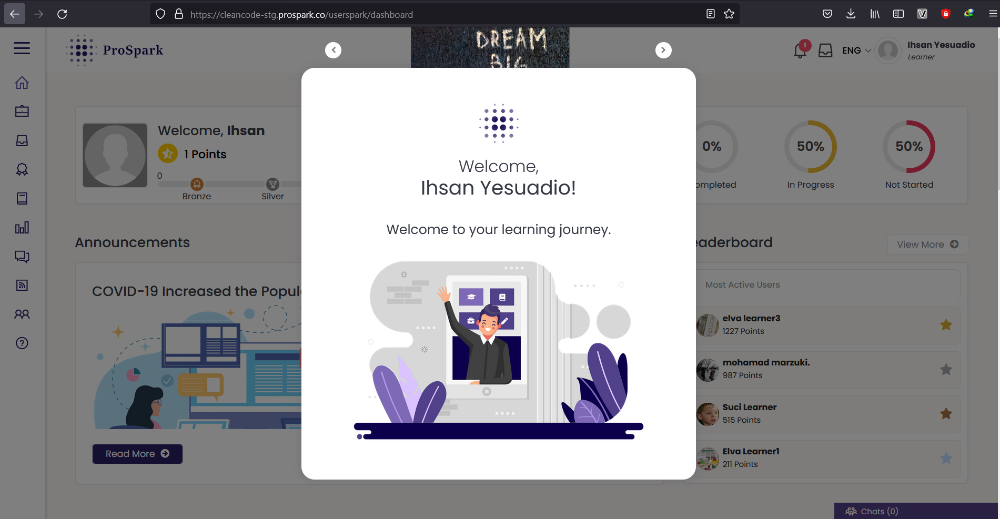 https://cleancode-stg.prospark.co/userspark/dashboard
ProSpark
DREAM
BIG
1
ENG
Ihsan Yesuadio
Learner
Welcome, Ihsan
1 Points
0
Bronze
Silver
Welcome,
Ihsan Yesuadio!
Welcome to your learning journey.
0%
ompleted
50%
In Progress
50%
Not Started
Announcements
COVID-19 Increased the Popul
Read More
eaderboard
View More
Most Active Users
elva learner3
1227 Points
mohamad marzuki.
987 Points
Suci Learner
515 Points
Elva Learner1
211 Points
Chats (0)